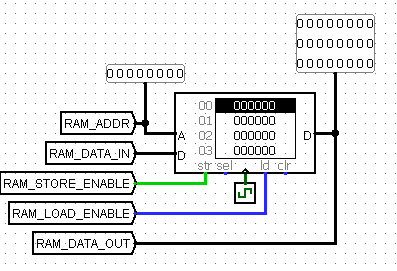 00000000
00000000
00000000
00000000
RAM_ADDR
RAM_DATA_IN
RAM_STORE_ENABLE
RAM_LOAD_ENABLE
RAM_DATA_OUT
A
D
00 000000
01 000000
02 000000
03 000000
D
str sel ld clr